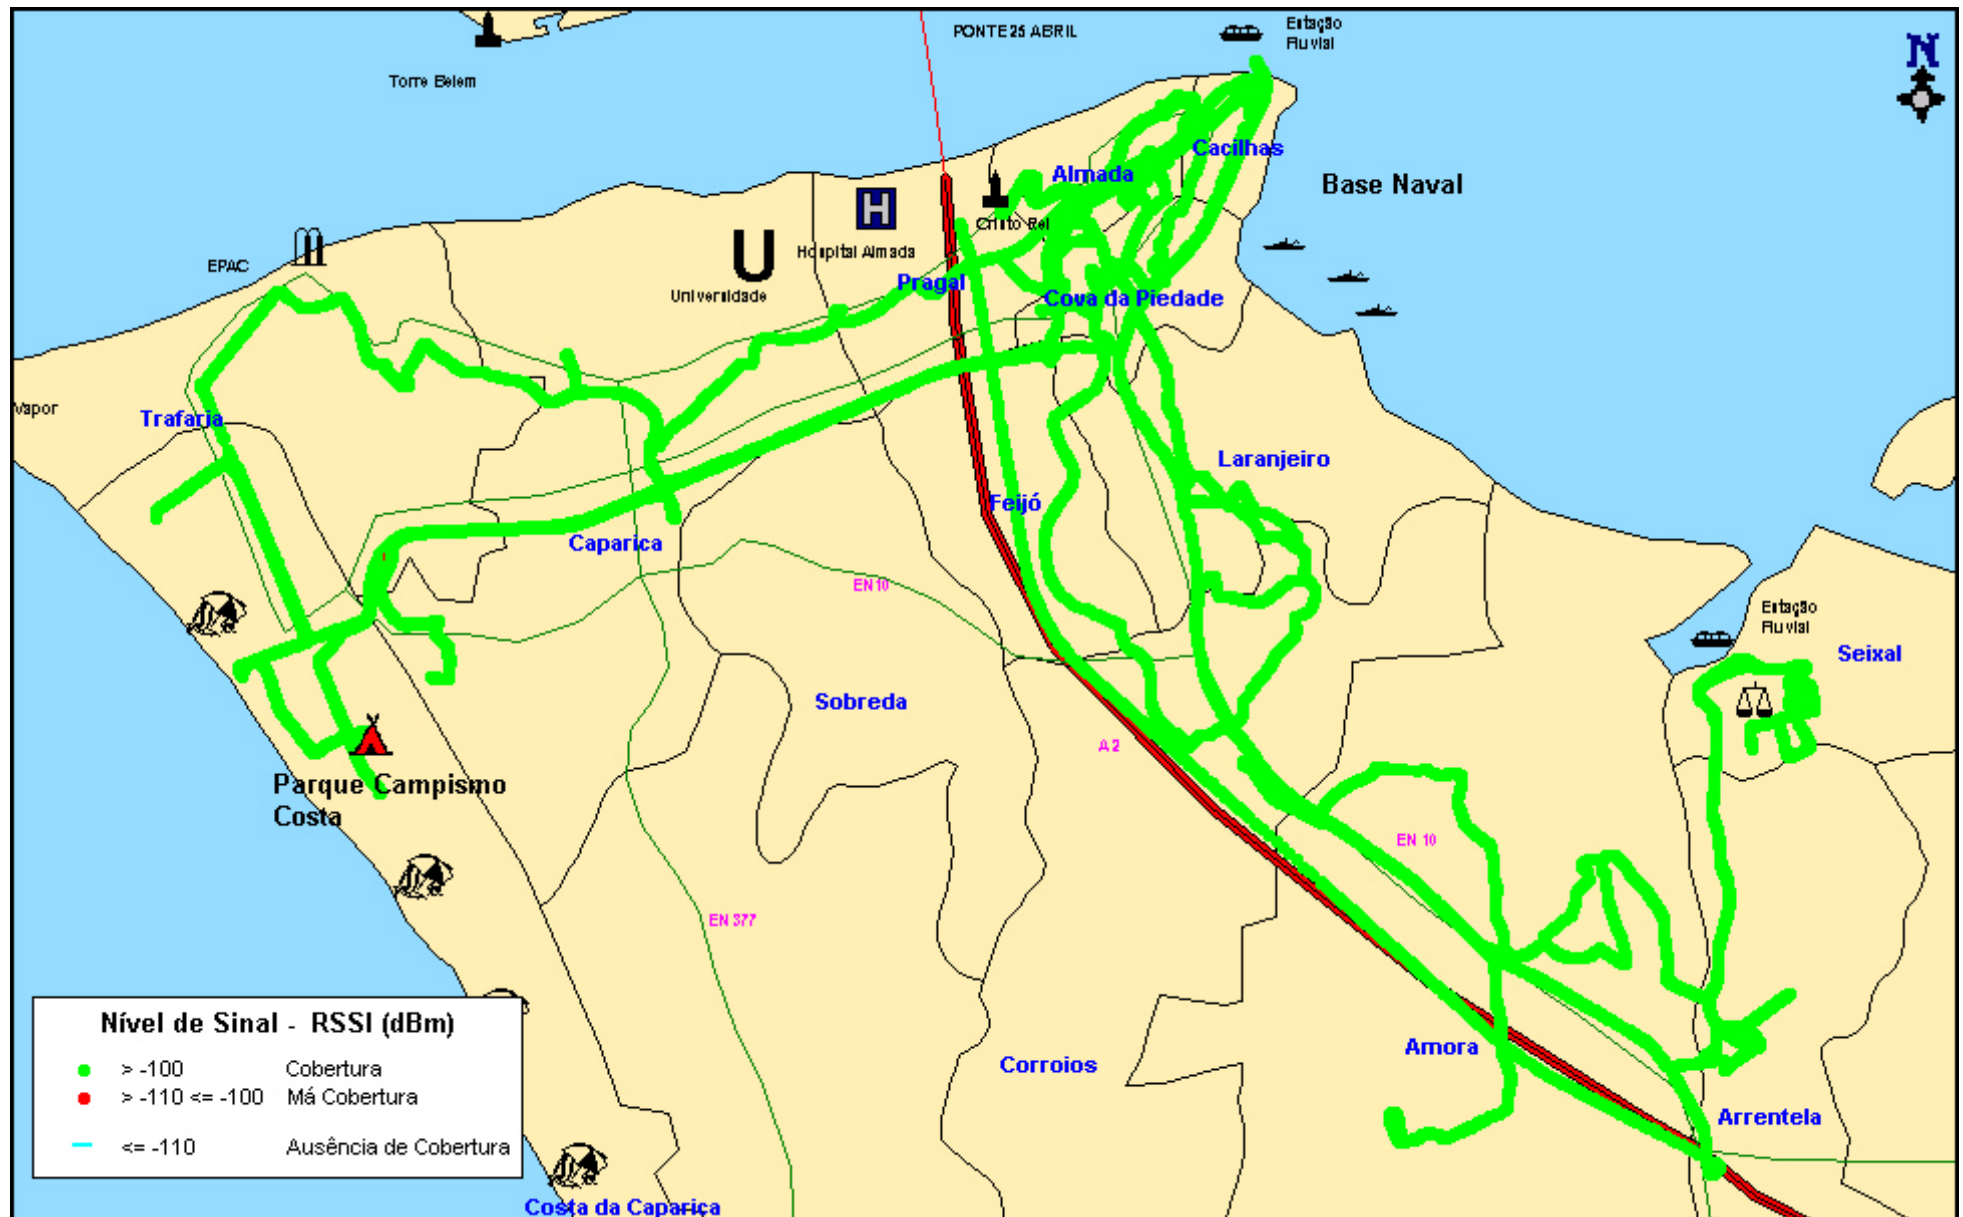 PONTE 25 ABRIL
Estação
Fluvial
N
Torre Belem
Cacilhas
Almada
Base Naval
H
Cristo Rei
U
Hospital Almada
EPAC
Pragal
Universidade
Cova da Piedade
Vapor
Trafaria
Laranjeiro
Feijó
Caparica
EN 10
Estação
Fluvial
Seixal
Sobreda
A 2
Parque Campismo
Costa
EN 10
EN 377
Nível de Sinal - RSSI (dBm)
> -100 Cobertura
> -110 <= -100 Má Cobertura
<= -110 Ausência de Cobertura
Amora
Corroios
Arrentela
Costa da Caparica